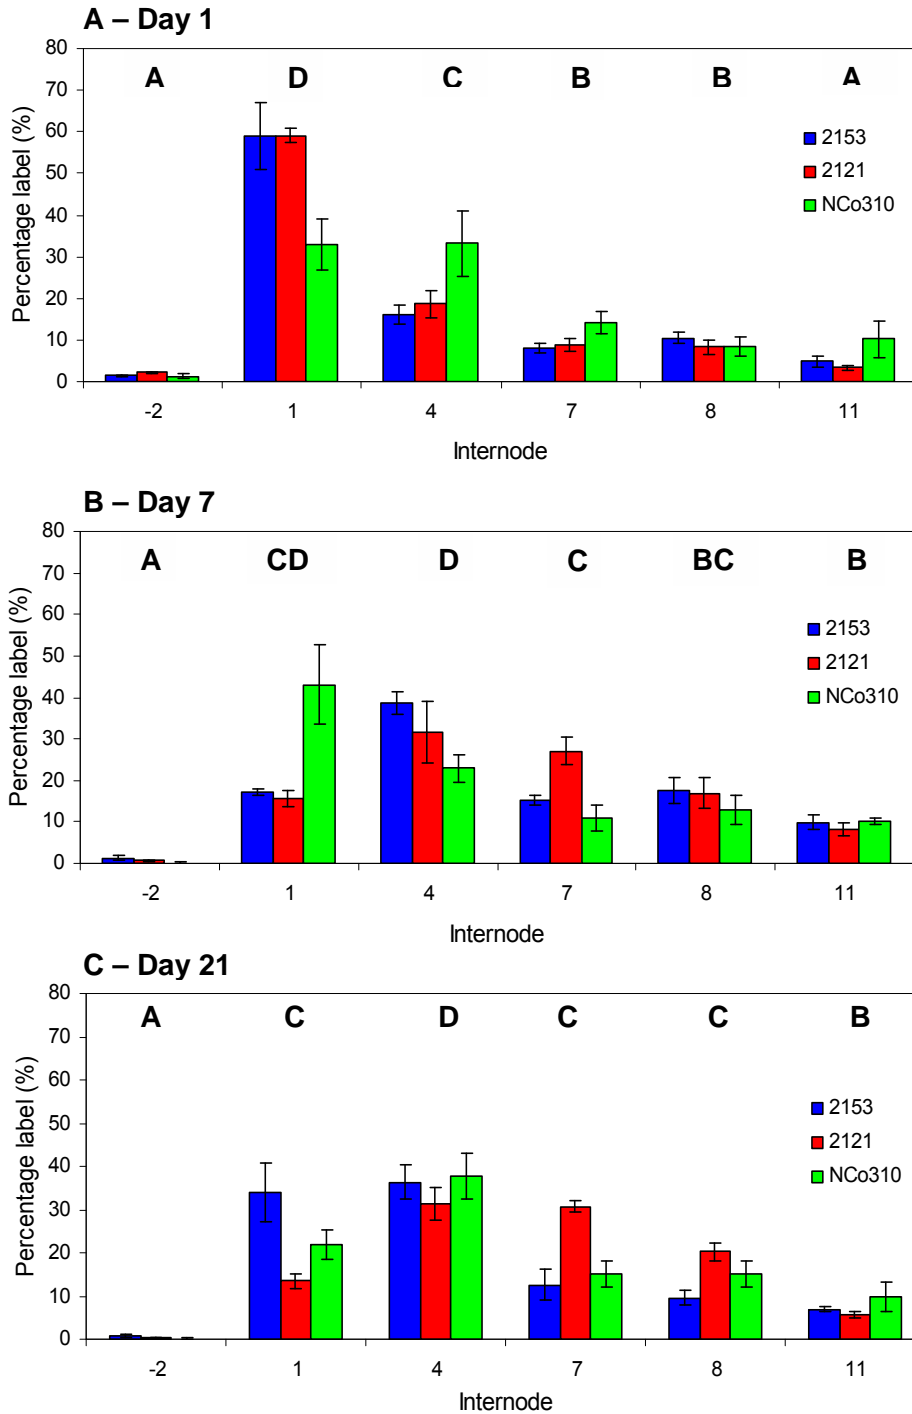 A – Day 1
80
70
60
50
40
30
20
10
0
Percentage label (%)
A D C B B A
2153
2121
NCo310
-2 1 4 7 8 11
Internode
B – Day 7
80
70
60
50
40
30
20
10
0
Percentage label (%)
A CD D C BC B
2153
2121
NCo310
-2 1 4 7 8 11
Internode
C – Day 21
80
70
60
50
40
30
20
10
0
Percentage label (%)
A C D C C B
2153
2121
NCo310
-2 1 4 7 8 11
Internode